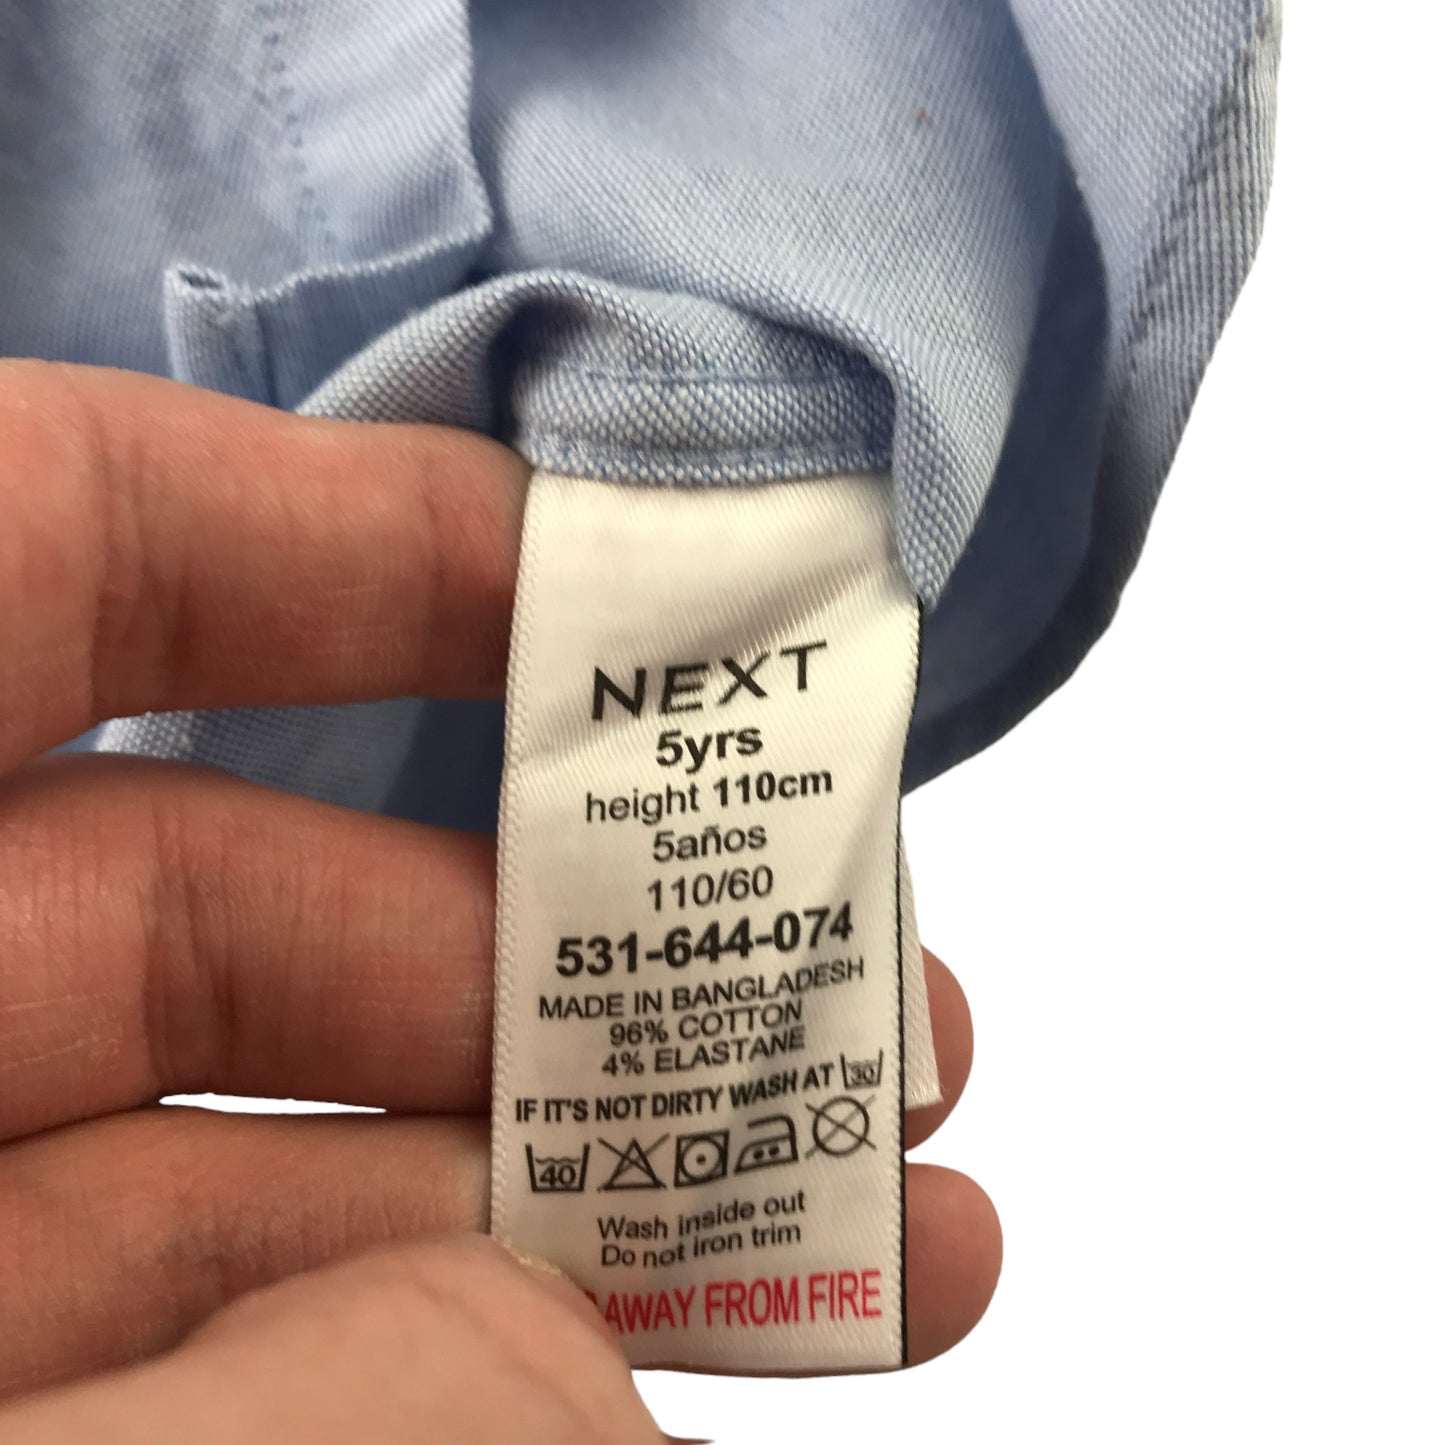 NEXT
5yrs
height 110cm
5años
110/60
531-644-074
MADE IN BANGLADESH
96% COTTON
4% ELASTANE
IF IT'S NOT DIRTY WASH AT 30
40
Wash inside out
Do not iron trim
AWAY FROM FIRE